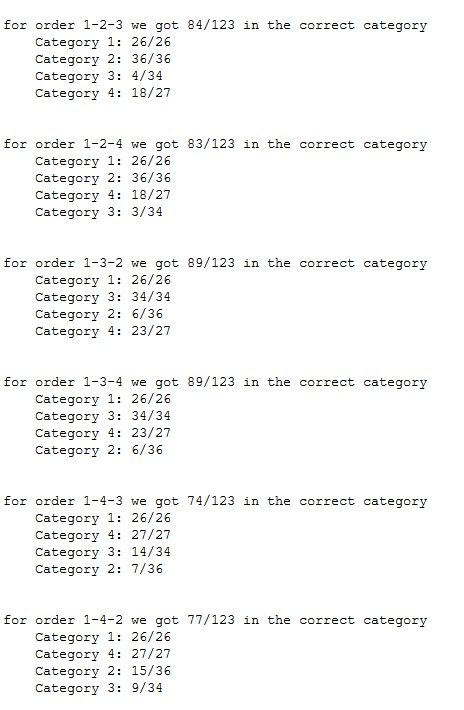 for order 1-2-3 we got 84/123 in the correct category
Category 1: 26/26
Category 2: 36/36
Category 3: 4/34
Category 4: 18/27
for order 1-2-4 we got 83/123 in the correct category
Category 1: 26/26
Category 2: 36/36
Category 4: 18/27
Category 3: 3/34
for order 1-3-2 we got 89/123 in the correct category
Category 1: 26/26
Category 3: 34/34
Category 2: 6/36
Category 4: 23/27
for order 1-3-4 we got 89/123 in the correct category
Category 1: 26/26
Category 3: 34/34
Category 4: 23/27
Category 2: 6/36
for order 1-4-3 we got 74/123 in the correct category
Category 1: 26/26
Category 4: 27/27
Category 3: 14/34
Category 2: 7/36
for order 1-4-2 we got 77/123 in the correct category
Category 1: 26/26
Category 4: 27/27
Category 2: 15/36
Category 3: 9/34